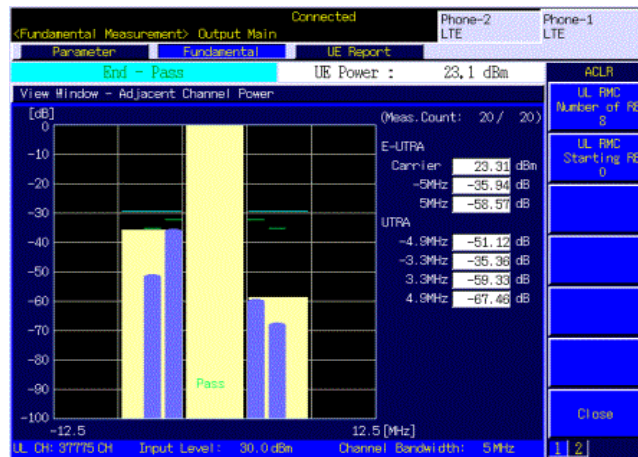 Connected
Phone-2
LTE
Phone-1
LTE
<Fundamental Measurement> Output Main
Parameter
Fundamental
UE Report
End - Pass
UE Power : 23.1 dBm
ACLR
View Window - Adjacent Channel Power
UL RMC
Number of RB
8
UL RMC
Starting RB
0
Close
1 2
[dB]
0
-10
-20
-30
-40
-50
-60
-70
-80
-90
-100
Pass
-12.5
12.5[MHz]
(Meas.Count: 20/ 20)
E-UTRA
Carrier 23.31 dBm
-5MHz -35.94 dB
5MHz -58.57 dB
UTRA
-4.9MHz -51.12 dB
-3.3MHz -35.36 dB
3.3MHz -59.33 dB
4.9MHz -67.46 dB
UL CH: 37775CH Input Level: 30.0dBm Channel Bandwidth: 5MHz